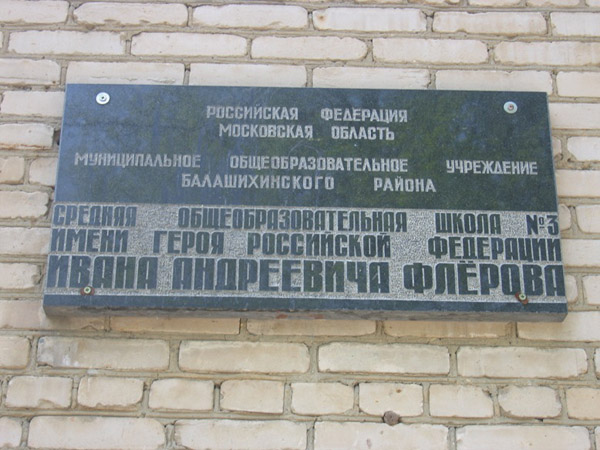 РОССИЙСКАЯ ФЕДЕРАЦИЯ
МОСКОВСКАЯ ОБЛАСТЬ
МУНИЦИПАЛЬНОЕ ОБЩЕОБРАЗОВАТЕЛЬНОЕ УЧРЕЖДЕНИЕ
БАЛАШИХИНСКОГО РАЙОНА
СРЕДНЯЯ ОБЩЕОБРАЗОВАТЕЛЬНАЯ ШКОЛА №3
ИМЕНИ ГЕРОЯ РОССИЙСКОЙ ФЕДЕРАЦИИ
ИВАНА АНДРЕЕВИЧА ФЛЁРОВА